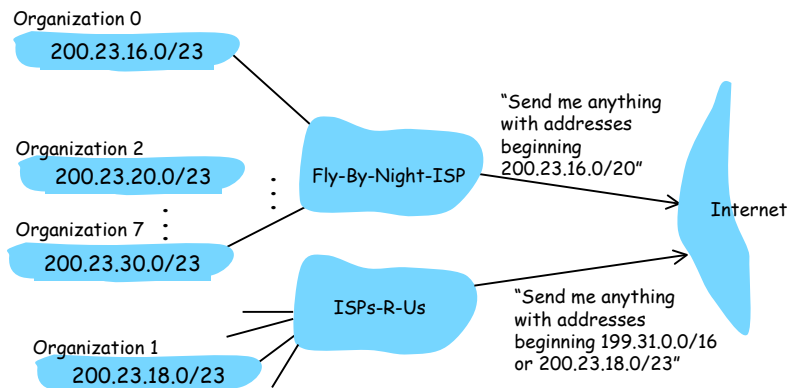 Organization 0
200.23.16.0/23
Organization 2
200.23.20.0/23
Organization 7
200.23.30.0/23
Fly-By-Night-ISP
“Send me anything
with addresses
beginning
200.23.16.0/20”
Internet
ISPs-R-Us
“Send me anything
with addresses
beginning 199.31.0.0/16
or 200.23.18.0/23”
Organization 1
200.23.18.0/23